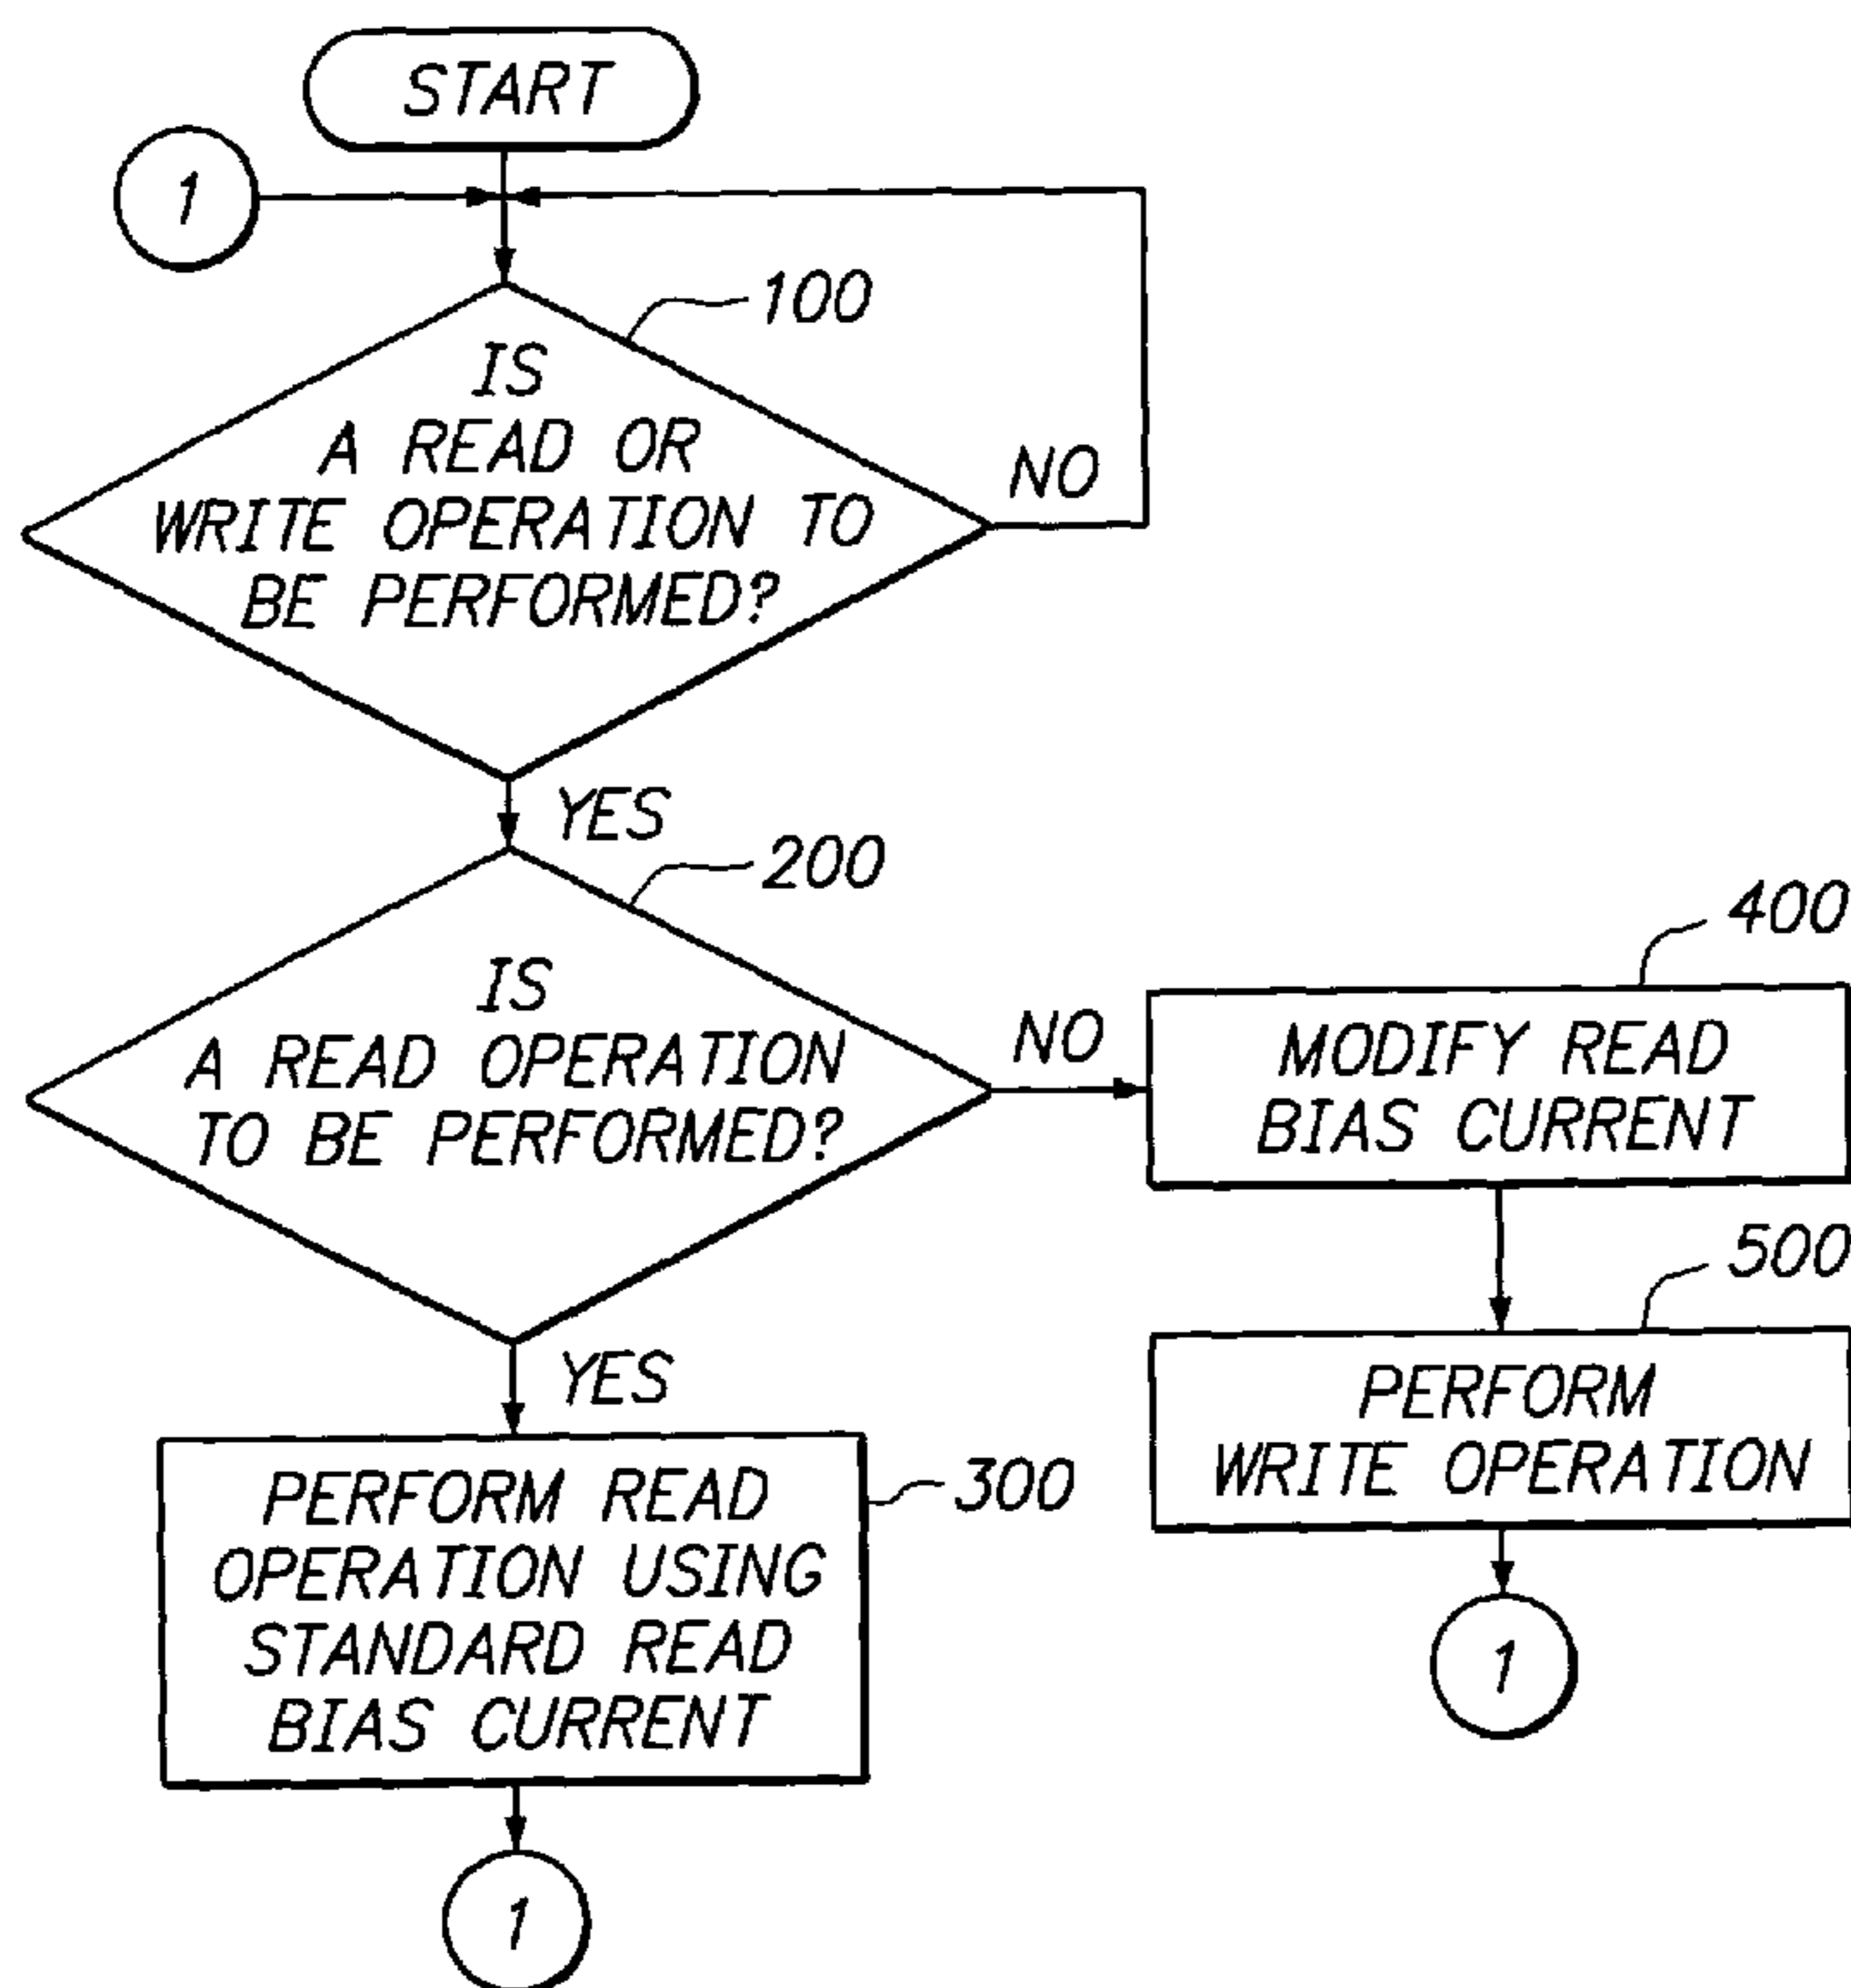 START
1
100
IS
A READ OR
WRITE OPERATION TO
BE PERFORMED?
NO
YES
200
IS
A READ OPERATION
TO BE PERFORMED?
NO
400
MODIFY READ
BIAS CURRENT
500
PERFORM
WRITE OPERATION
1
YES
300
PERFORM READ
OPERATION USING
STANDARD READ
BIAS CURRENT
1